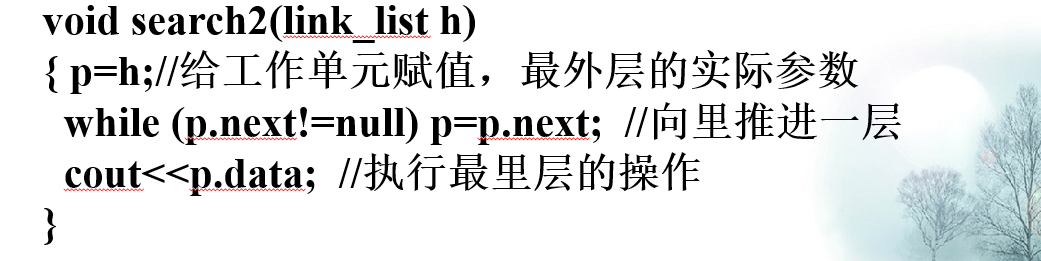 void search2(link_list h)
{ p=h;//给工作单元赋值，最外层的实际参数
while (p.next!=null) p=p.next; //向里推进一层
cout<<p.data; //执行最里层的操作
}